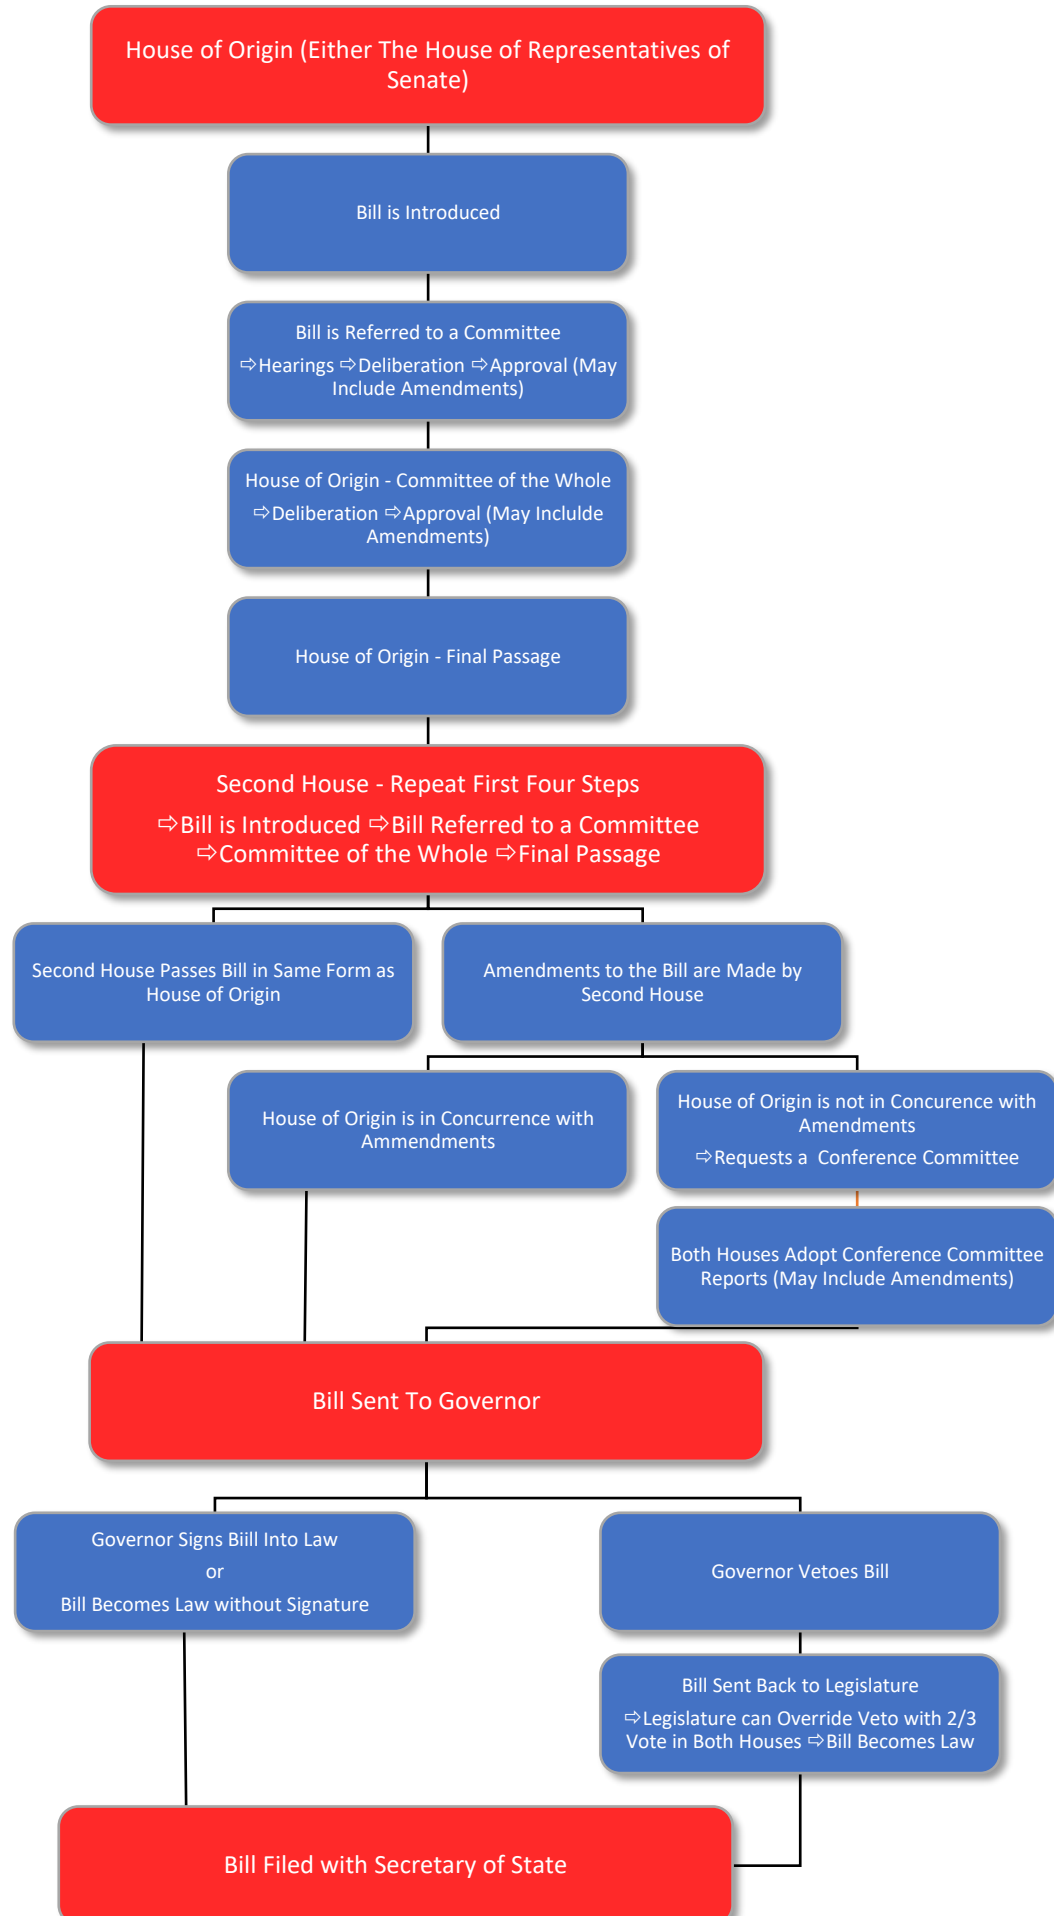 House of Origin (Either The House of Representatives of
Senate)
Bill is Introduced
Bill is Referred to a Committee
⇨Hearings ⇨Deliberation ⇨Approval (May
Include Amendments)
House of Origin - Committee of the Whole
⇨Deliberation ⇨Approval (May Inclulde
Amendments)
House of Origin - Final Passage
Second House - Repeat First Four Steps
⇨Bill is Introduced ⇨Bill Referred to a Committee
⇨Committee of the Whole ⇨Final Passage
Second House Passes Bill in Same Form as
House of Origin
Amendments to the Bill are Made by
Second House
House of Origin is in Concurrence with
Ammendments
House of Origin is not in Concurence with
Amendments
⇨Requests a Conference Committee
Both Houses Adopt Conference Committee
Reports (May Include Amendments)
Bill Sent To Governor
Governor Signs Biill Into Law
or
Bill Becomes Law without Signature
Governor Vetoes Bill
Bill Sent Back to Legislature
⇨Legislature can Override Veto with 2/3
Vote in Both Houses ⇨Bill Becomes Law
Bill Filed with Secretary of State